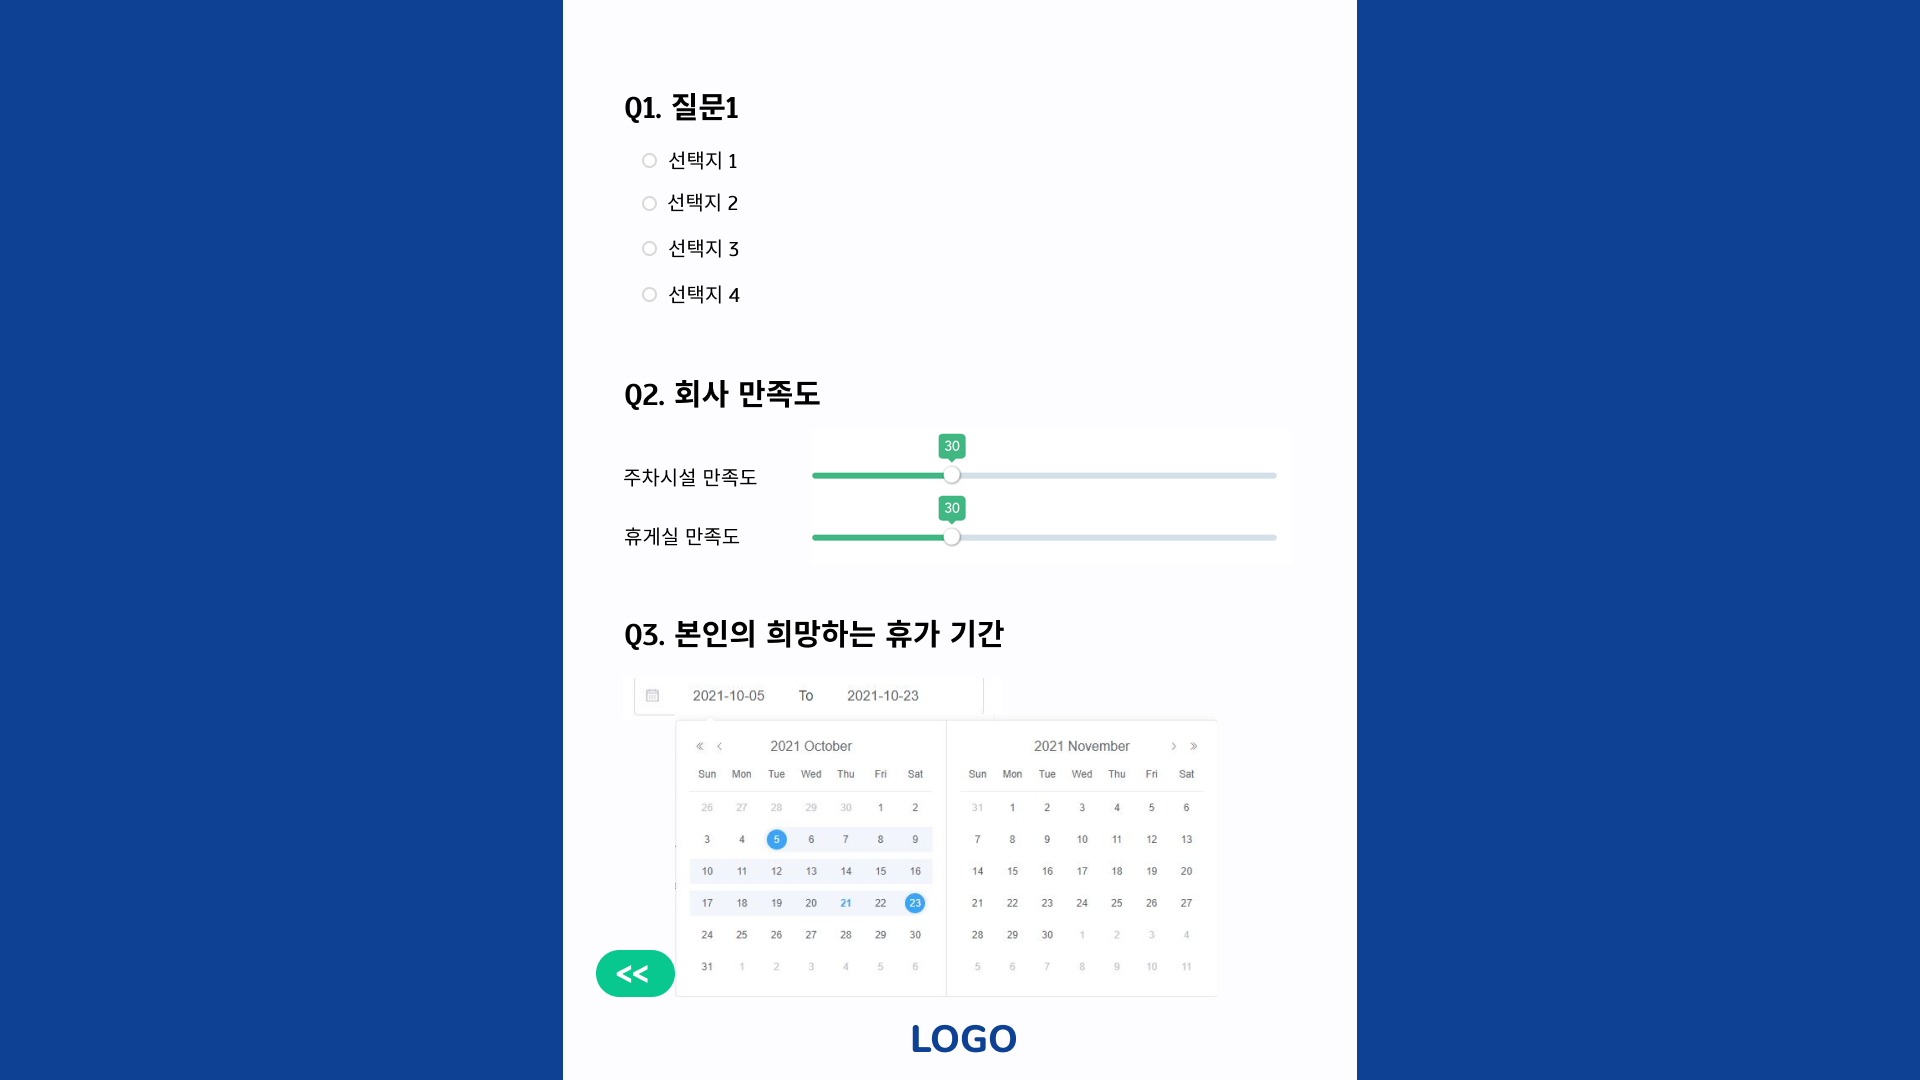 Q1. 질문1
선택지 1
선택지 2
선택지 3
선택지 4
Q2. 회사 만족도
30
주차시설 만족도
30
휴게실 만족도
Q3. 본인의 희망하는 휴가 기간
2021-10-05 To 2021-10-23
« ‹ 2021 October
Sun Mon Tue Wed Thu Fri Sat
26 27 28 29 30 1 2
3 4 5 6 7 8 9
10 11 12 13 14 15 16
17 18 19 20 21 22 23
24 25 26 27 28 29 30
31 1 2 3 4 5 6
2021 November › »
Sun Mon Tue Wed Thu Fri Sat
31 1 2 3 4 5 6
7 8 9 10 11 12 13
14 15 16 17 18 19 20
21 22 23 24 25 26 27
28 29 30 1 2 3 4
5 6 7 8 9 10 11
<<
LOGO